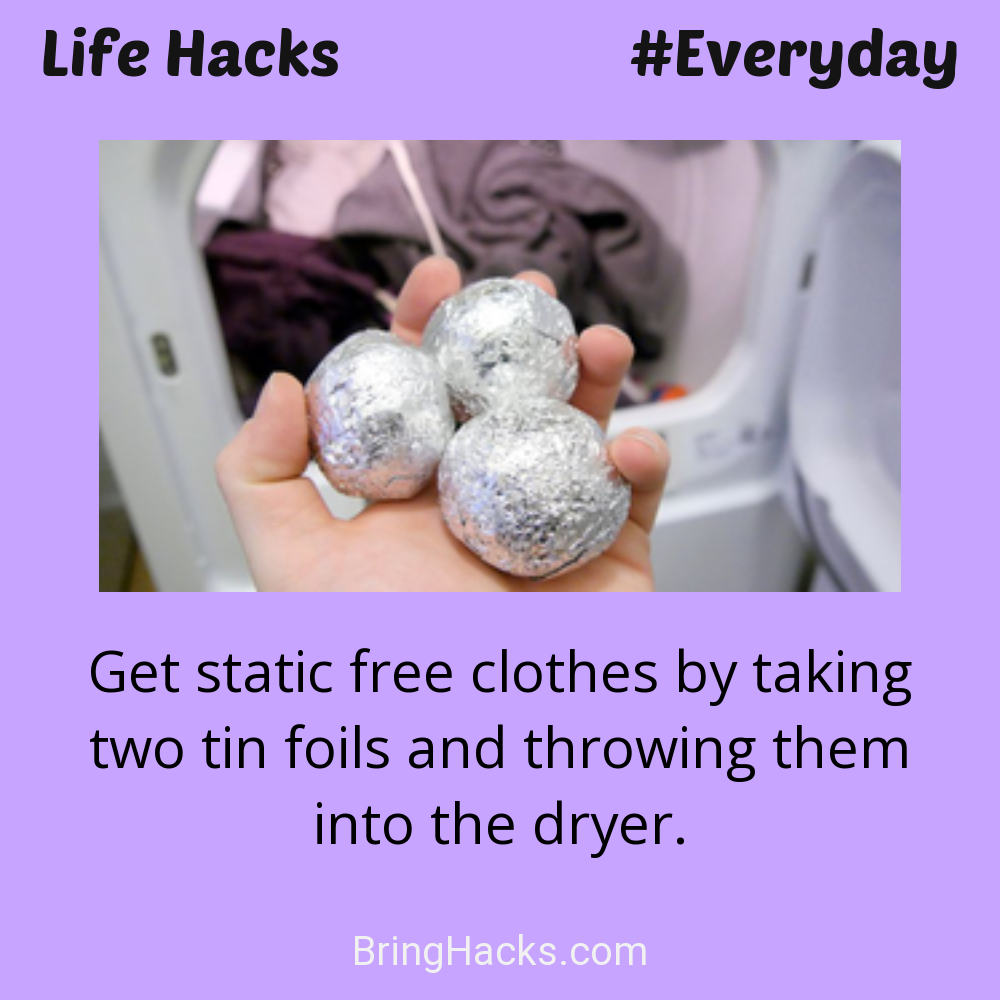 Life Hacks #Everyday
Get static free clothes by taking
two tin foils and throwing them
into the dryer.
BringHacks.com